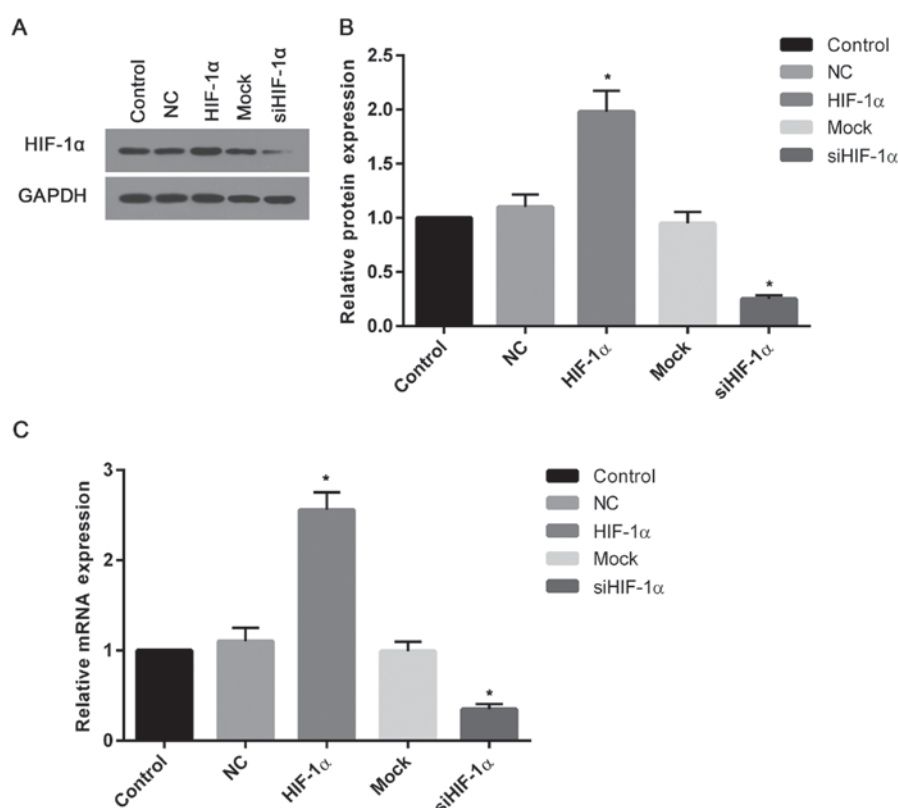 A
Control
NC
HIF-1α
Mock
siHIF-1α
HIF-1α
GAPDH
B
Relative protein expression
2.5
2.0
1.5
1.0
0.5
0.0
*
*
Control
NC
HIF-1α
Mock
siHIF-1α
Control
NC
HIF-1α
Mock
siHIF-1α
C
Relative mRNA expression
3
2
1
0
*
*
Control
NC
HIF-1α
Mock
siHIF-1α
Control
NC
HIF-1α
Mock
siHIF-1α